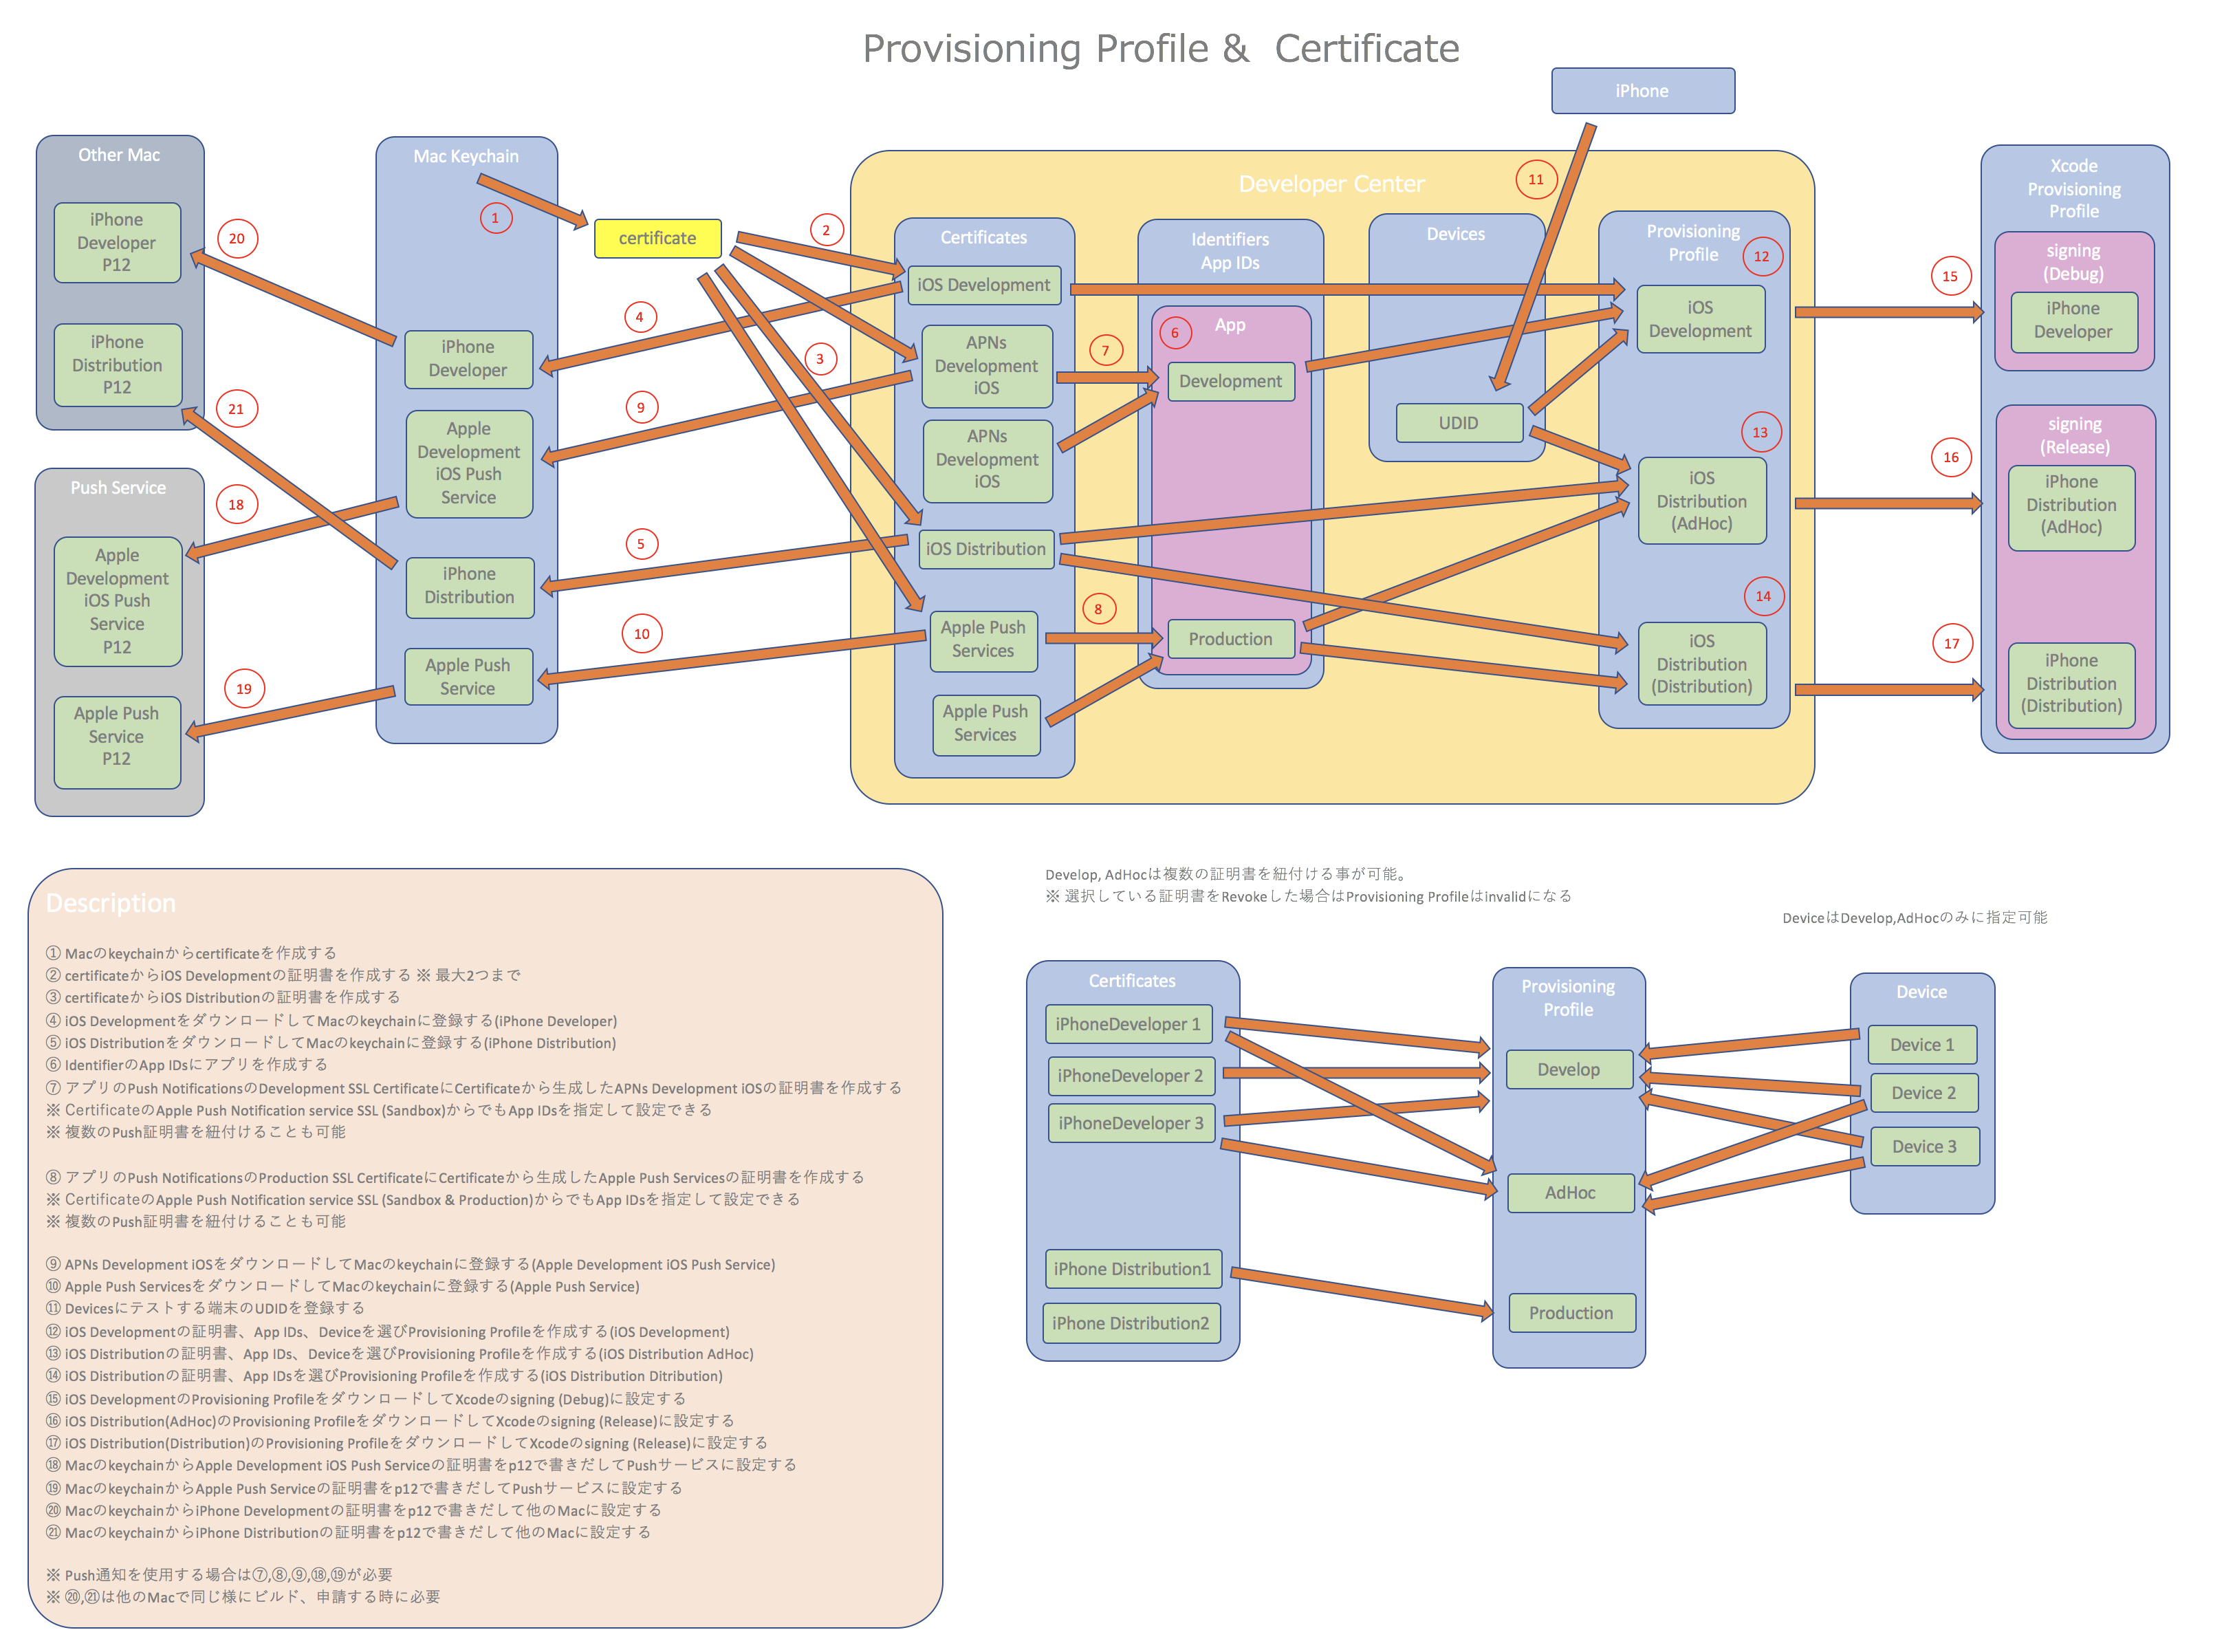 Provisioning Profile &  Certificate
iPhone
Other Mac
iPhone
Developer
P12
iPhone
Distribution
P12
Push Service
Apple
Development
iOS Push
Service
P12
Apple Push
Service
P12
20
21
18
19
Mac Keychain
1
iPhone
Developer
Apple
Development
iOS Push
Service
iPhone
Distribution
Apple Push
Service
certificate
2
3
4
9
5
10
Developer Center
11
Certificates
iOS Development
APNs
Development
iOS
APNs
Development
iOS
iOS Distribution
Apple Push
Services
Apple Push
Services
7
8
Identifiers
App IDs
6
App
Development
Production
Devices
UDID
Provisioning
Profile
12
iOS
Development
13
iOS
Distribution
(AdHoc)
14
iOS
Distribution
(Distribution)
15
16
17
Xcode
Provisioning
Profile
signing
(Debug)
iPhone
Developer
signing
(Release)
iPhone
Distribution
(AdHoc)
iPhone
Distribution
(Distribution)
Description
① Macのkeychainからcertificateを作成する
② certificateからiOS Developmentの証明書を作成する ※ 最大2つまで
③ certificateからiOS Distributionの証明書を作成する
④ iOS DevelopmentをダウンロードしてMacのkeychainに登録する(iPhone Developer)
⑤ iOS DistributionをダウンロードしてMacのkeychainに登録する(iPhone Distribution)
⑥ IdentifierのApp IDsにアプリを作成する
⑦ アプリのPush NotificationsのDevelopment SSL CertificateにCertificateから生成したAPNs Development iOSの証明書を作成する
※ CertificateのApple Push Notification service SSL (Sandbox)からでもApp IDsを指定して設定できる
※ 複数のPush証明書を紐付けることも可能
⑧ アプリのPush NotificationsのProduction SSL CertificateにCertificateから生成したApple Push Servicesの証明書を作成する
※ CertificateのApple Push Notification service SSL (Sandbox & Production)からでもApp IDsを指定して設定できる
※ 複数のPush証明書を紐付けることも可能
⑨ APNs Development iOSをダウンロードしてMacのkeychainに登録する(Apple Development iOS Push Service)
⑩ Apple Push ServicesをダウンロードしてMacのkeychainに登録する(Apple Push Service)
⑪ Devicesにテストする端末のUDIDを登録する
⑫ iOS Developmentの証明書、App IDs、Deviceを選びProvisioning Profileを作成する(iOS Development)
⑬ iOS Distributionの証明書、App IDs、Deviceを選びProvisioning Profileを作成する(iOS Distribution AdHoc)
⑭ iOS Distributionの証明書、App IDsを選びProvisioning Profileを作成する(iOS Distribution Ditribution)
⑮ iOS DevelopmentのProvisioning ProfileをダウンロードしてXcodeのsigning (Debug)に設定する
⑯ iOS Distribution(AdHoc)のProvisioning ProfileをダウンロードしてXcodeのsigning (Release)に設定する
⑰ iOS Distribution(Distribution)のProvisioning ProfileをダウンロードしてXcodeのsigning (Release)に設定する
⑱ MacのkeychainからApple Development iOS Push Serviceの証明書をp12で書きだしてPushサービスに設定する
⑲ MacのkeychainからApple Push Serviceの証明書をp12で書きだしてPushサービスに設定する
⑳ MacのkeychainからiPhone Developmentの証明書をp12で書きだして他のMacに設定する
㉑ MacのkeychainからiPhone Distributionの証明書をp12で書きだして他のMacに設定する
※ Push通知を使用する場合は⑦,⑧,⑨,⑱,⑲が必要
※ ⑳,㉑は他のMacで同じ様にビルド、申請する時に必要
Develop, AdHocは複数の証明書を紐付ける事が可能。
※ 選択している証明書をRevokeした場合はProvisioning Profileはinvalidになる
DeviceはDevelop,AdHocのみに指定可能
Certificates
iPhoneDeveloper 1
iPhoneDeveloper 2
iPhoneDeveloper 3
iPhone Distribution1
iPhone Distribution2
Provisioning
Profile
Develop
AdHoc
Production
Device
Device 1
Device 2
Device 3